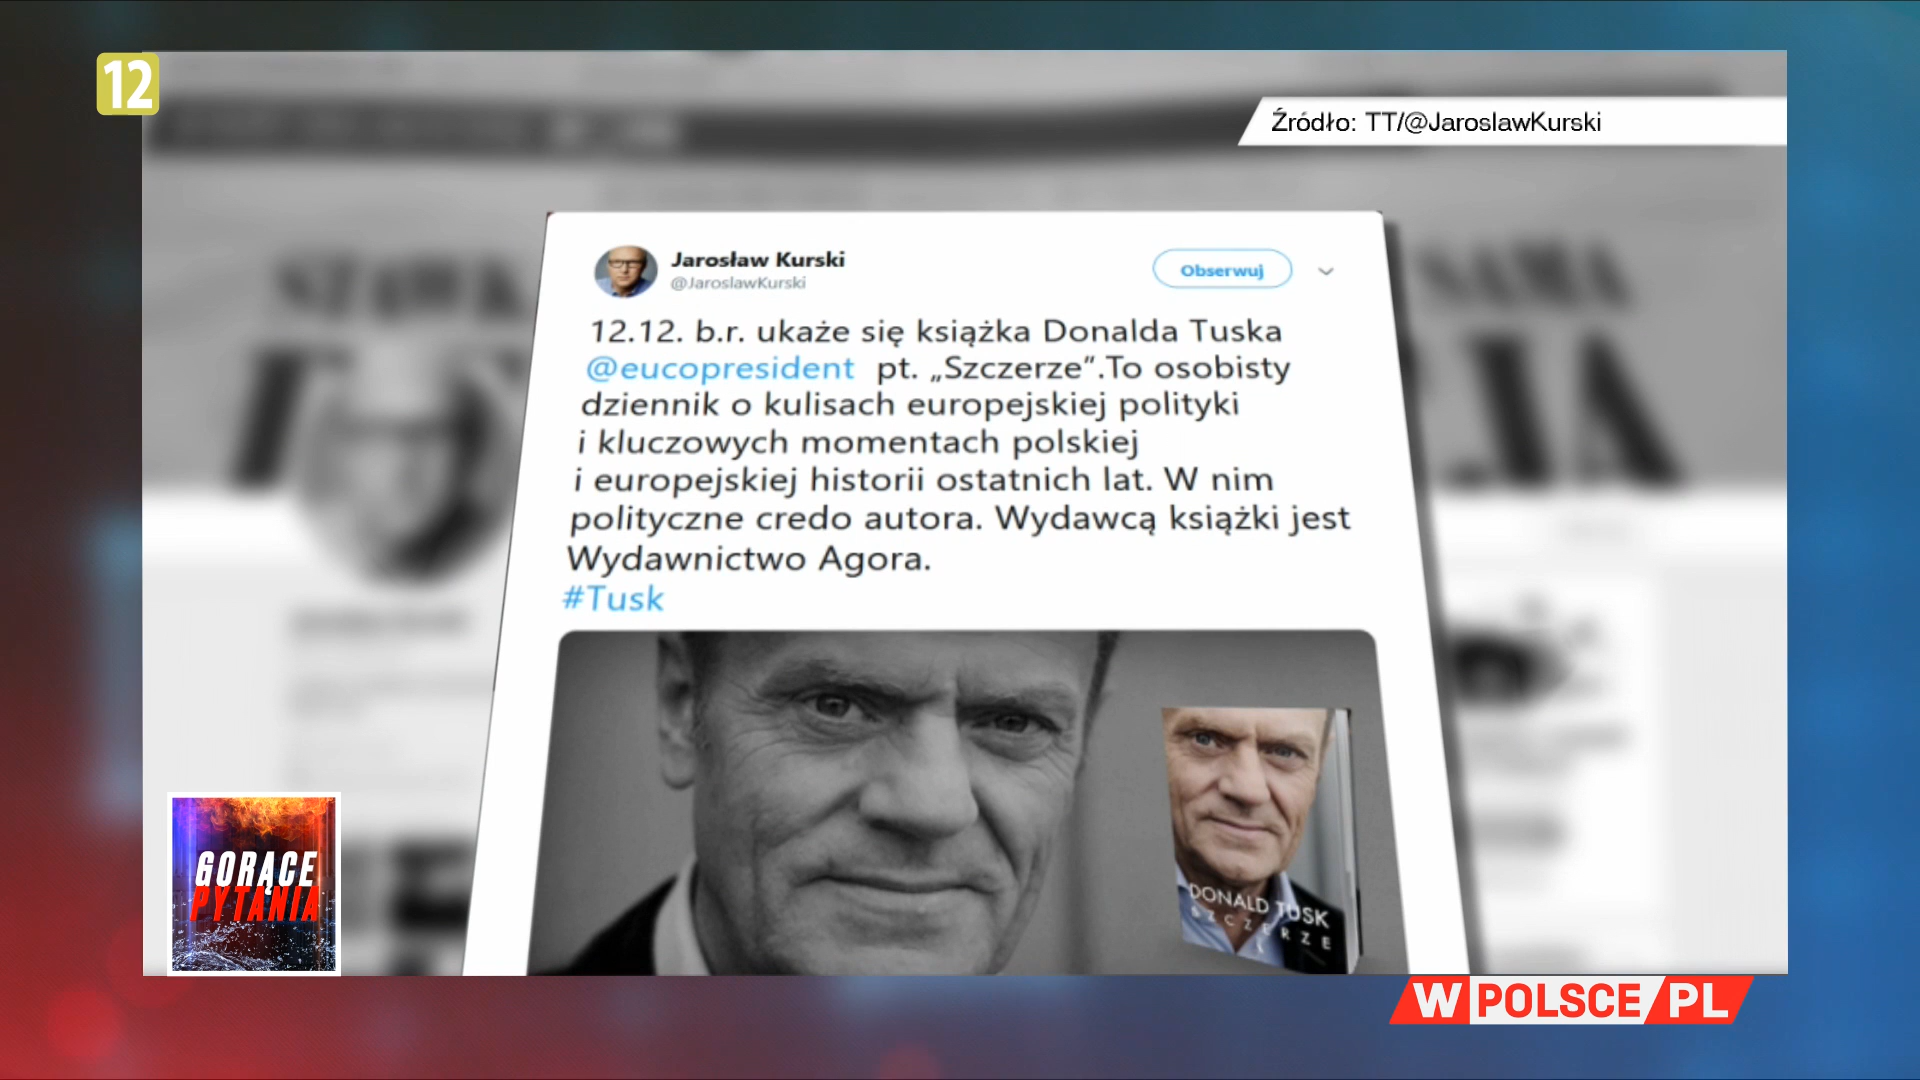 12
Źródło: TT/@JaroslawKurski
Jarosław Kurski
@JaroslawKurski
Obserwuj
12.12. b.r. ukaże się książka Donalda Tuska
@eucopresident pt. „Szczerze”.To osobisty
dziennik o kulisach europejskiej polityki
i kluczowych momentach polskiej
i europejskiej historii ostatnich lat. W nim
polityczne credo autora. Wydawcą książki jest
Wydawnictwo Agora.
#Tusk
DONALD TUSK
SZCZERZE
GORĄCE
PYTANIA
W POLSCE/PL